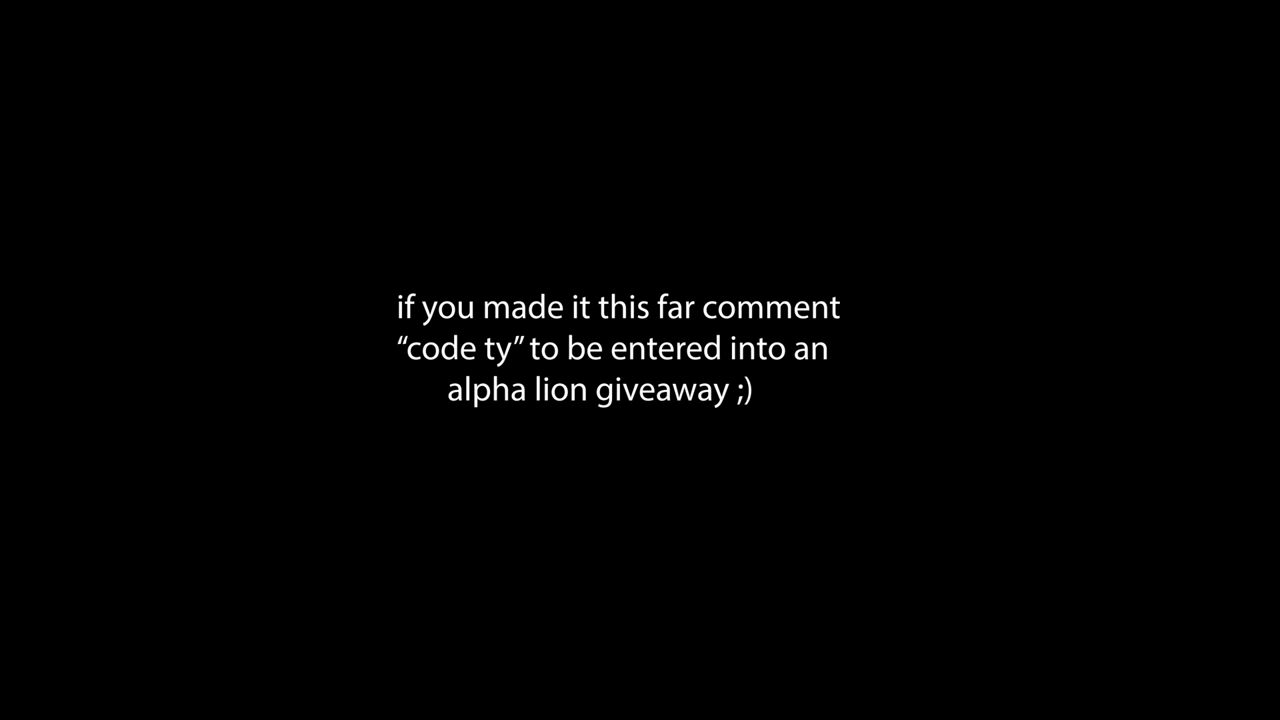 if you made it this far comment
“code ty” to be entered into an
alpha lion giveaway ;)